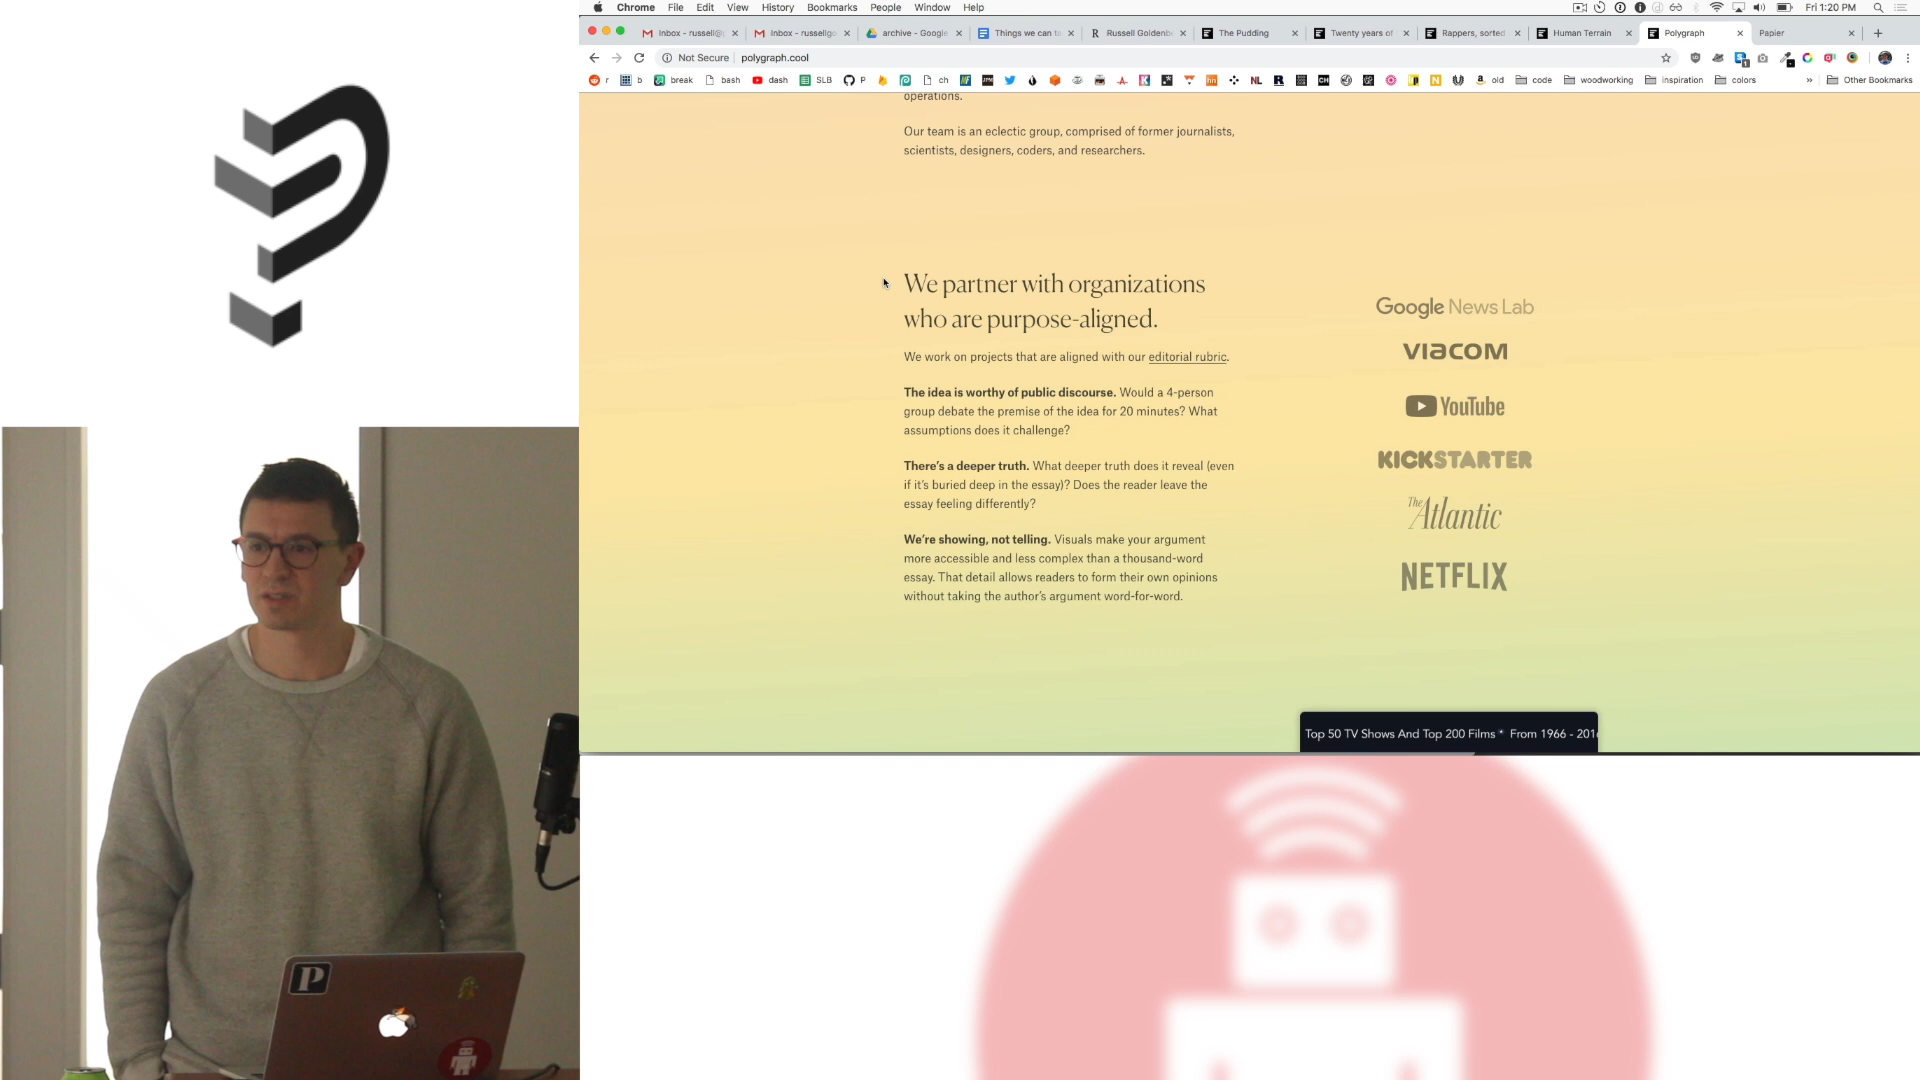 Chrome File Edit View History Bookmarks People Window Help
Fri 1:20 PM
Inbox - russell@
Inbox - russellgo
archive - Google
Things we can t
Russell Goldenb
The Pudding
Twenty years of
Rappers, sorted
Human Terrain
Polygraph
Papier
Not Secure polygraph.cool
r b break bash dash SLB P ch NL CH hn a. old code woodworking inspiration colors » Other Bookmarks
operations.
Our team is an eclectic group, comprised of former journalists,
scientists, designers, coders, and researchers.
We partner with organizations
who are purpose-aligned.
We work on projects that are aligned with our editorial rubric.
The idea is worthy of public discourse. Would a 4-person
group debate the premise of the idea for 20 minutes? What
assumptions does it challenge?
There's a deeper truth. What deeper truth does it reveal (even
if it's buried deep in the essay)? Does the reader leave the
essay feeling differently?
We're showing, not telling. Visuals make your argument
more accessible and less complex than a thousand-word
essay. That detail allows readers to form their own opinions
without taking the author's argument word-for-word.
Google News Lab
VIACOM
YouTube
KICKSTARTER
The Atlantic
NETFLIX
Top 50 TV Shows And Top 200 Films * From 1966 - 201
P